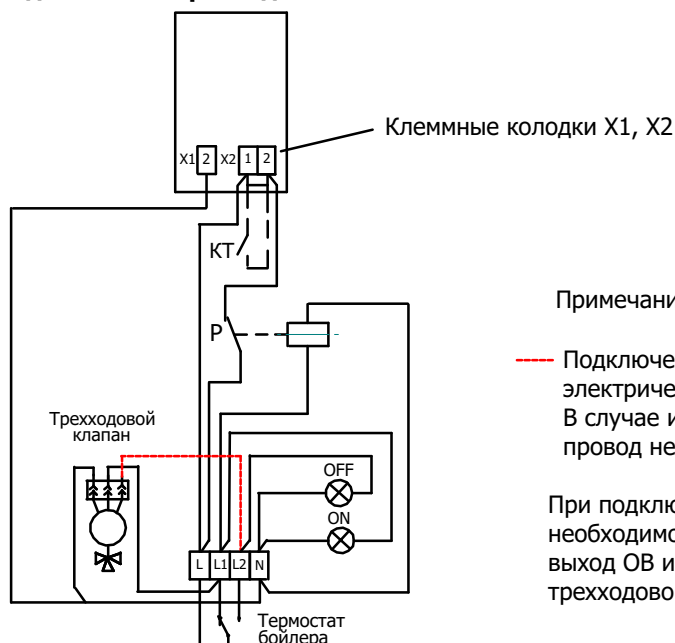 Клеммные колодки X1, X2
X1 2 X2 1 2
КТ
Р
Трехходовой
клапан
OFF
ON
L L1 L2 N
Термостат
бойлера
Подключе
электриче
В случае и
провод не
При подклю
необходимо
выход ОВ и
трехходово
Примечани